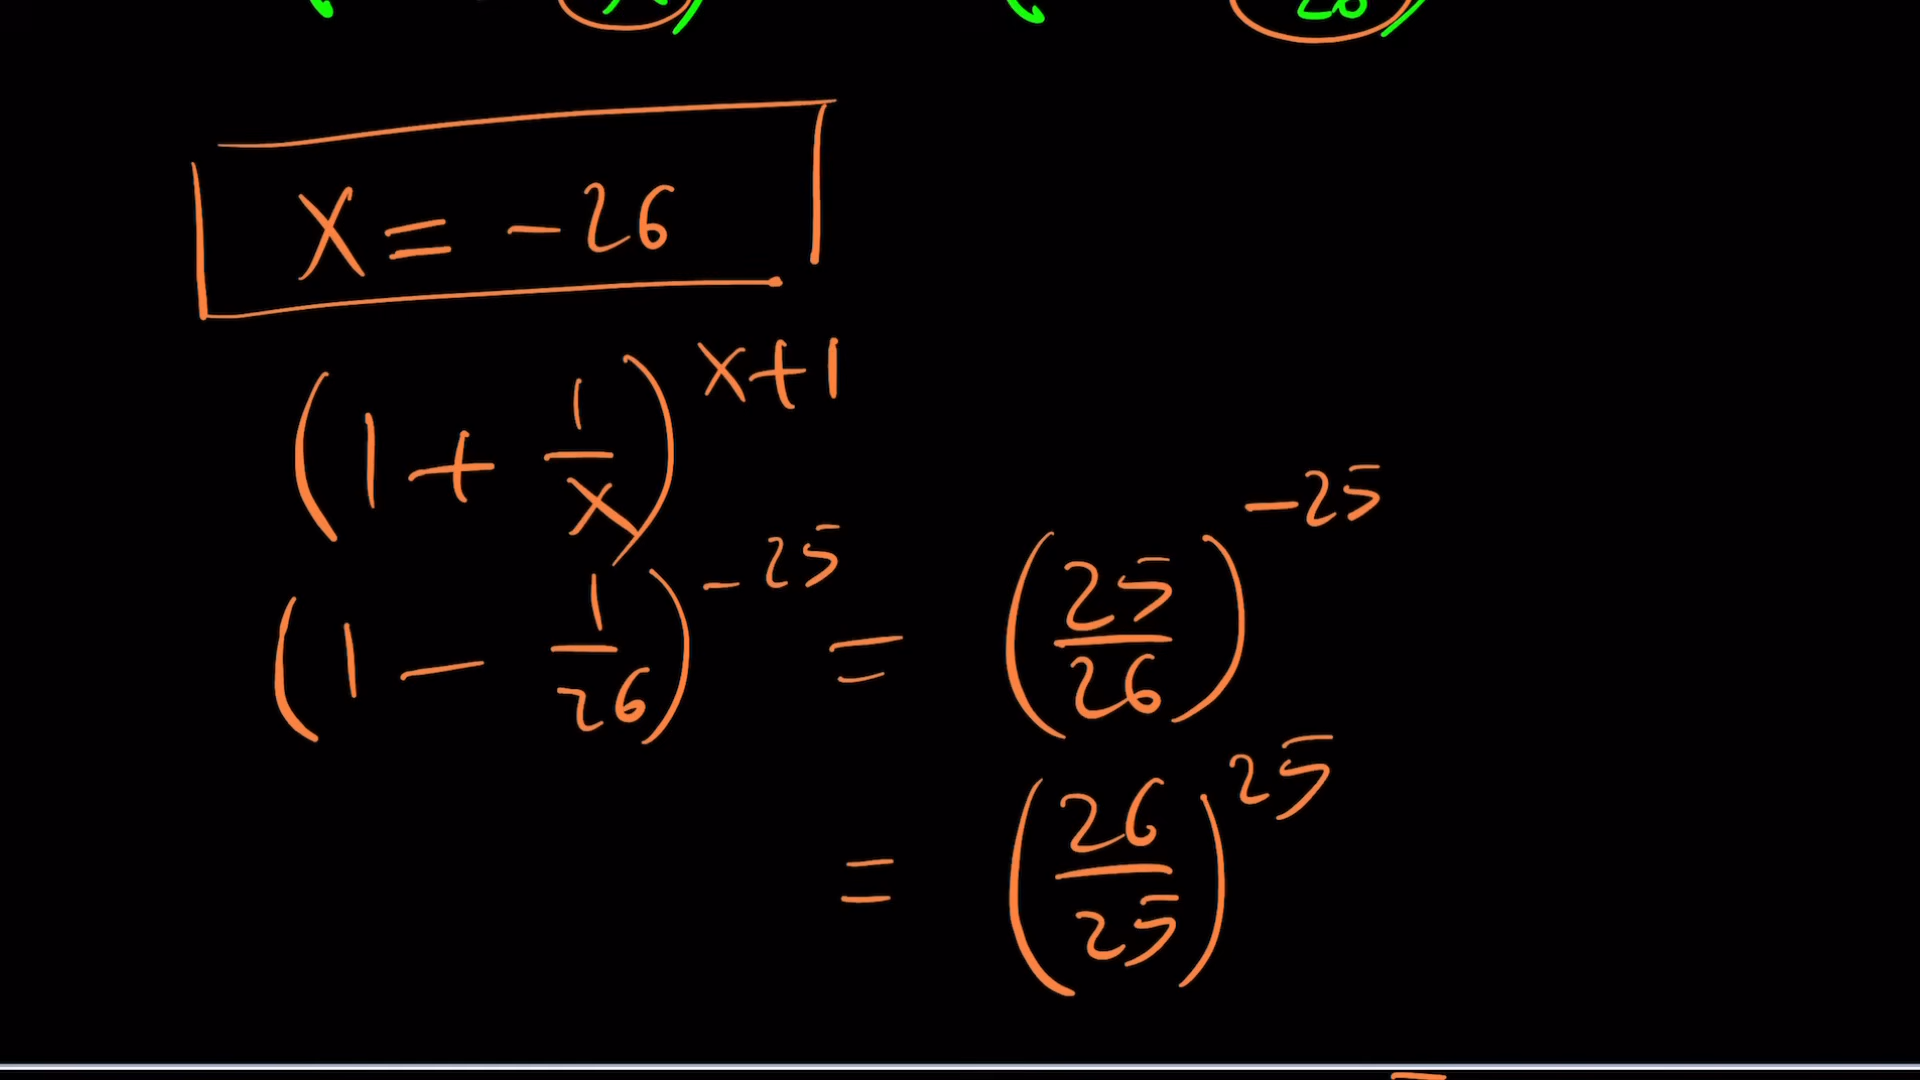 x = -26
(1 + 1/x)^(x+1)
(1 - 1/26)^(-25) = (25/26)^(-25)
= (26/25)^25